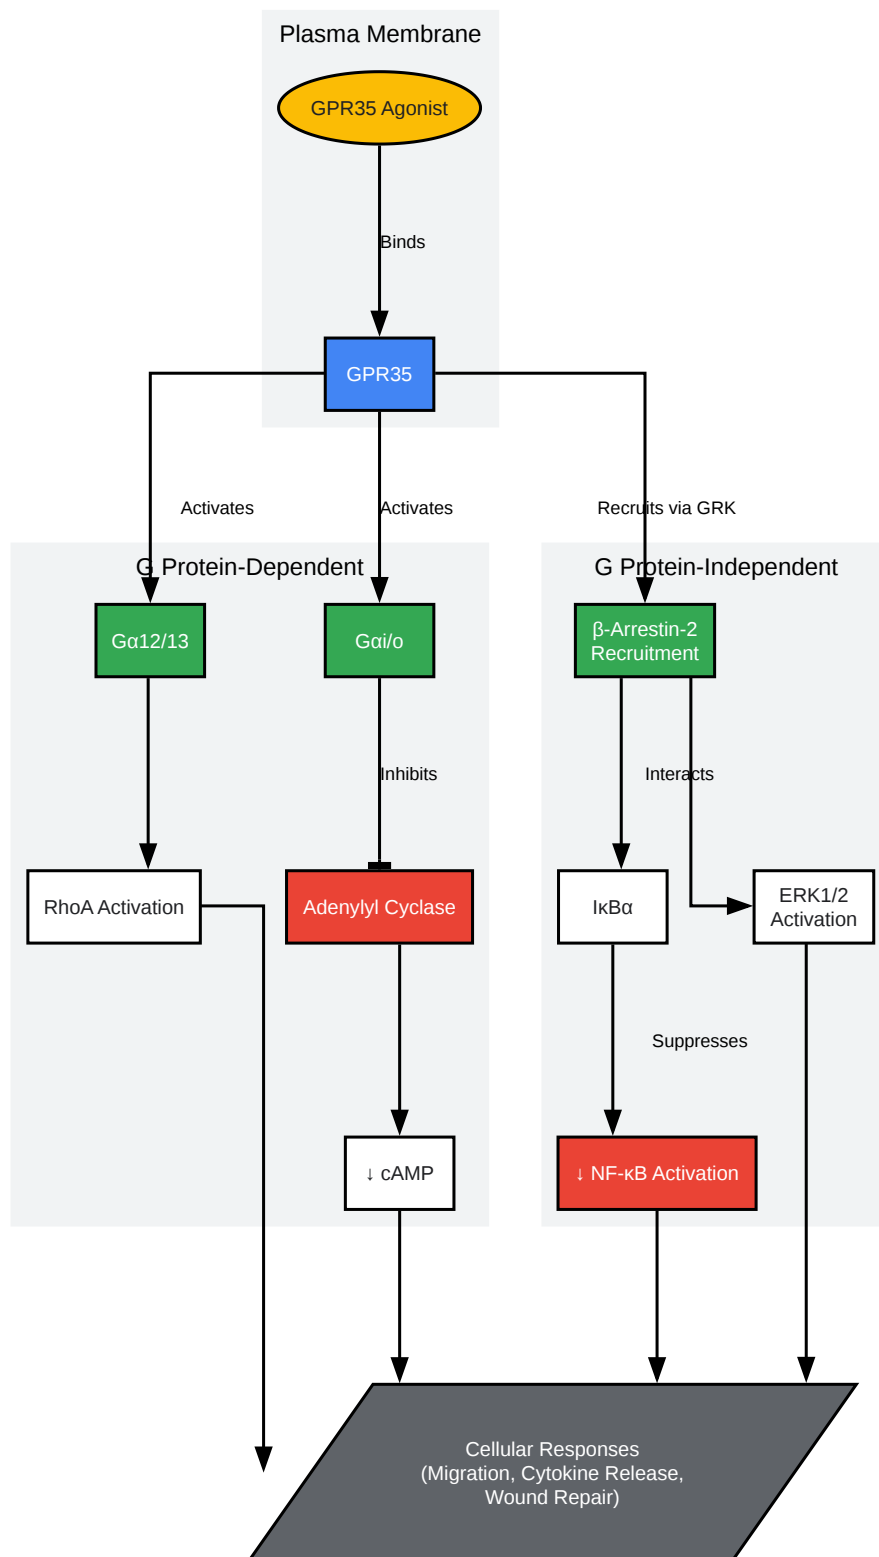 Plasma Membrane
GPR35 Agonist
Binds
GPR35
Activates
Activates
Recruits via GRK
G Protein-Dependent
G Protein-Independent
Gα12/13
Gαi/o
β-Arrestin-2
Recruitment
Inhibits
Interacts
RhoA Activation
Adenylyl Cyclase
IκBα
ERK1/2
Activation
Suppresses
↓ cAMP
↓ NF-κB Activation
Cellular Responses
(Migration, Cytokine Release,
Wound Repair)